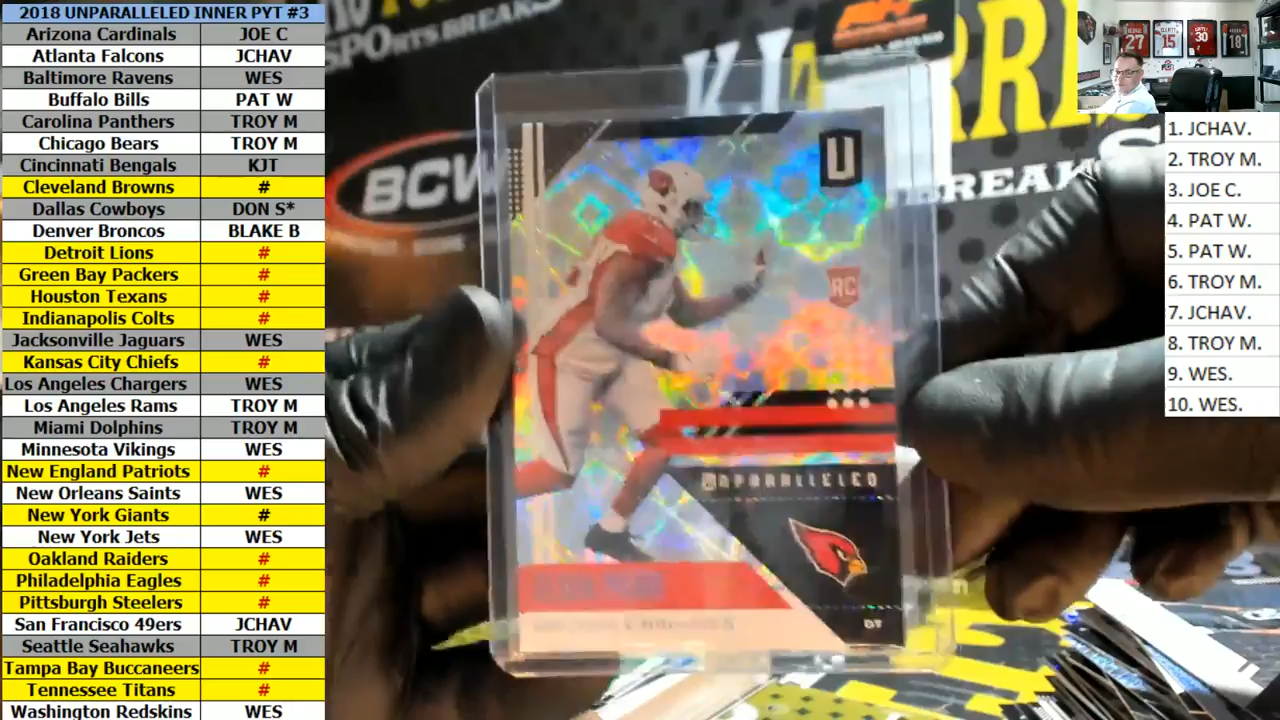 2018 UNPARALLELED INNER PYT #3
Arizona Cardinals JOE C
Atlanta Falcons JCHAV
Baltimore Ravens WES
Buffalo Bills PAT W
Carolina Panthers TROY M
Chicago Bears TROY M
Cincinnati Bengals KJT
Cleveland Browns #
Dallas Cowboys DON S*
Denver Broncos BLAKE B
Detroit Lions #
Green Bay Packers #
Houston Texans #
Indianapolis Colts #
Jacksonville Jaguars WES
Kansas City Chiefs #
Los Angeles Chargers WES
Los Angeles Rams TROY M
Miami Dolphins TROY M
Minnesota Vikings WES
New England Patriots #
New Orleans Saints WES
New York Giants #
New York Jets WES
Oakland Raiders #
Philadelphia Eagles #
Pittsburgh Steelers #
San Francisco 49ers JCHAV
Seattle Seahawks TROY M
Tampa Bay Buccaneers #
Tennessee Titans #
Washington Redskins WES
SPORTS BREAKS
BCW
BREAKS
U
RC
UNPARALLELED
DT
27
15
30
18
1. JCHAV.
2. TROY M.
3. JOE C.
4. PAT W.
5. PAT W.
6. TROY M.
7. JCHAV.
8. TROY M.
9. WES.
10. WES.